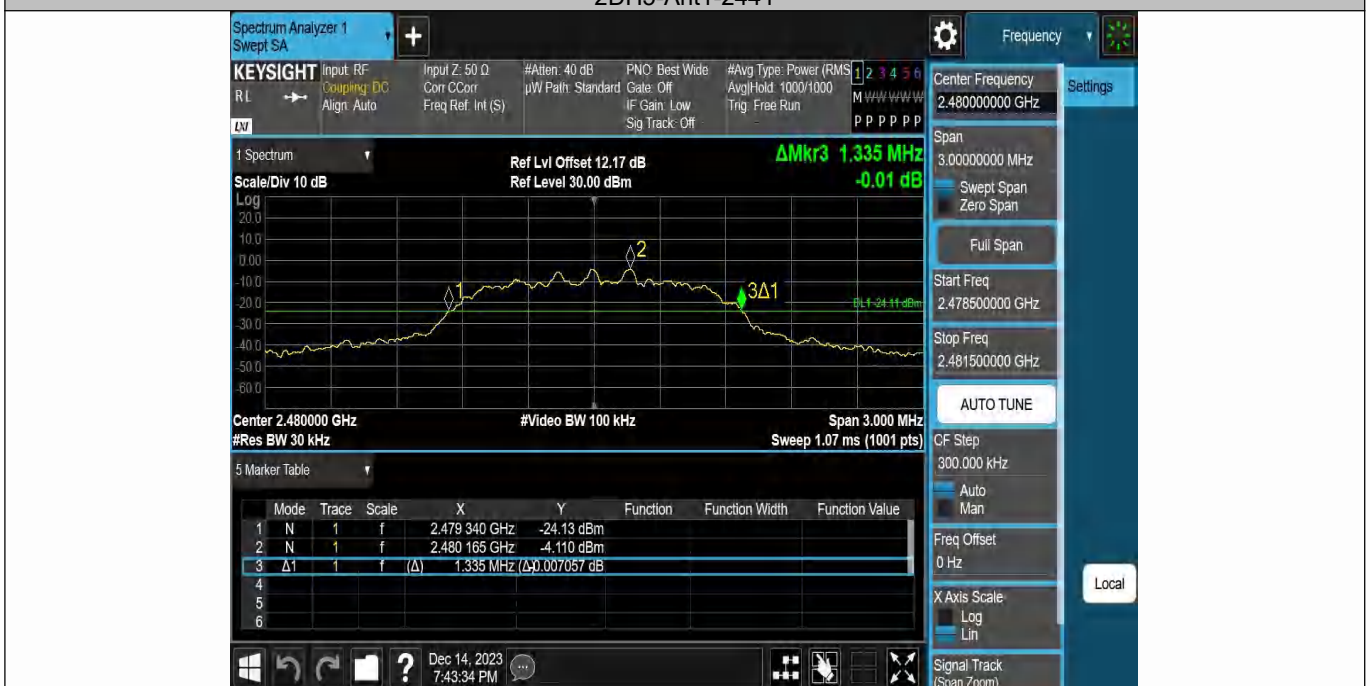 Spectrum Analyzer 1
Swept SA
+
Frequency
KEYSIGHT
RL
LXI
Input: RF
Coupling: DC
Align: Auto
Input Z: 50 Ω
Corr CCorr
Freq Ref: Int (S)
#Atten: 40 dB
µW Path: Standard
PNO: Best Wide
Gate: Off
IF Gain: Low
Sig Track: Off
#Avg Type: Power (RMS
Avg|Hold: 1000/1000
Trig: Free Run
1 2 3 4 5 6
M W W W W W
P P P P P P
Center Frequency
2.480000000 GHz
Settings
Span
3.00000000 MHz
Swept Span
Zero Span
Full Span
Start Freq
2.478500000 GHz
Stop Freq
2.481500000 GHz
AUTO TUNE
CF Step
300.000 kHz
Auto
Man
Freq Offset
0 Hz
X Axis Scale
Log
Lin
Signal Track
(Span Zoom)
Local
1 Spectrum
Scale/Div 10 dB
Ref Lvl Offset 12.17 dB
Ref Level 30.00 dBm
ΔMkr3 1.335 MHz
-0.01 dB
Log
20.0
10.0
0.00
-10.0
-20.0
-30.0
-40.0
-50.0
-60.0
1
2
3Δ1
DL1 -24.11 dBm
Center 2.480000 GHz
#Video BW 100 kHz
Span 3.000 MHz
#Res BW 30 kHz
Sweep 1.07 ms (1001 pts)
5 Marker Table
Mode Trace Scale X Y Function Function Width Function Value
1 N 1 f 2.479 340 GHz -24.13 dBm
2 N 1 f 2.480 165 GHz -4.110 dBm
3 Δ1 1 f (Δ) 1.335 MHz (Δ) -0.007057 dB
4
5
6
?
Dec 14, 2023
7:43:34 PM